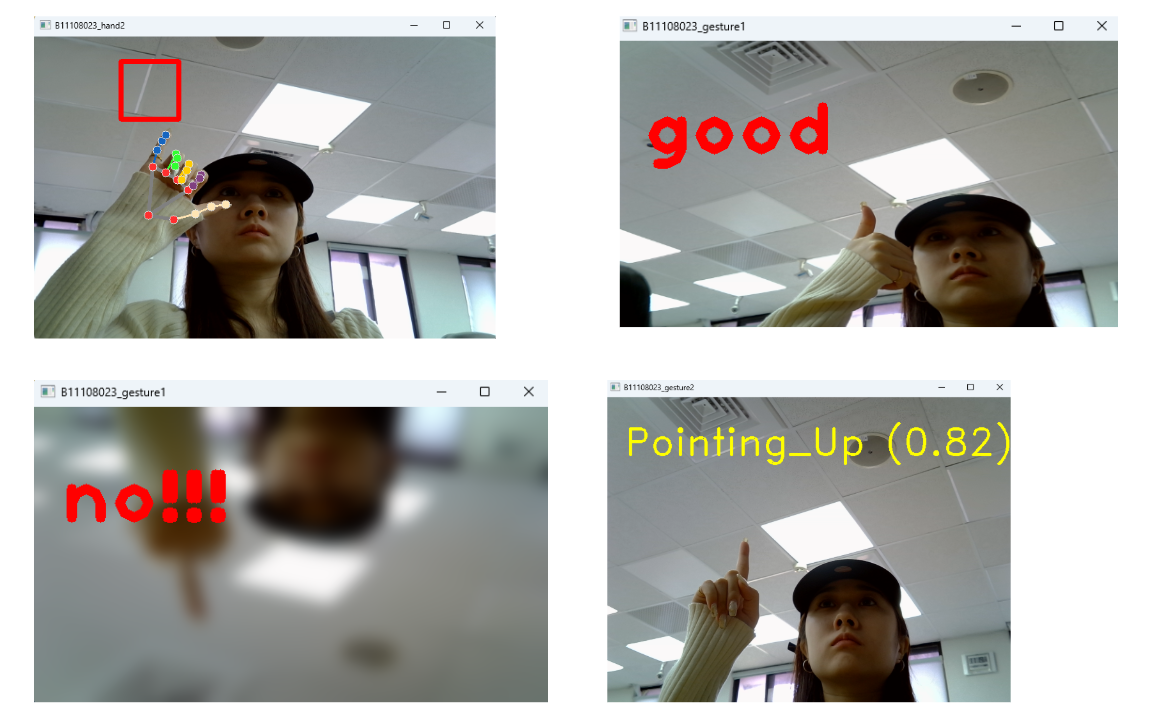 B11108023_hand2
B11108023_gesture1
good
B11108023_gesture1
no!!!
B11108023_gesture2
Pointing_Up (0.82)